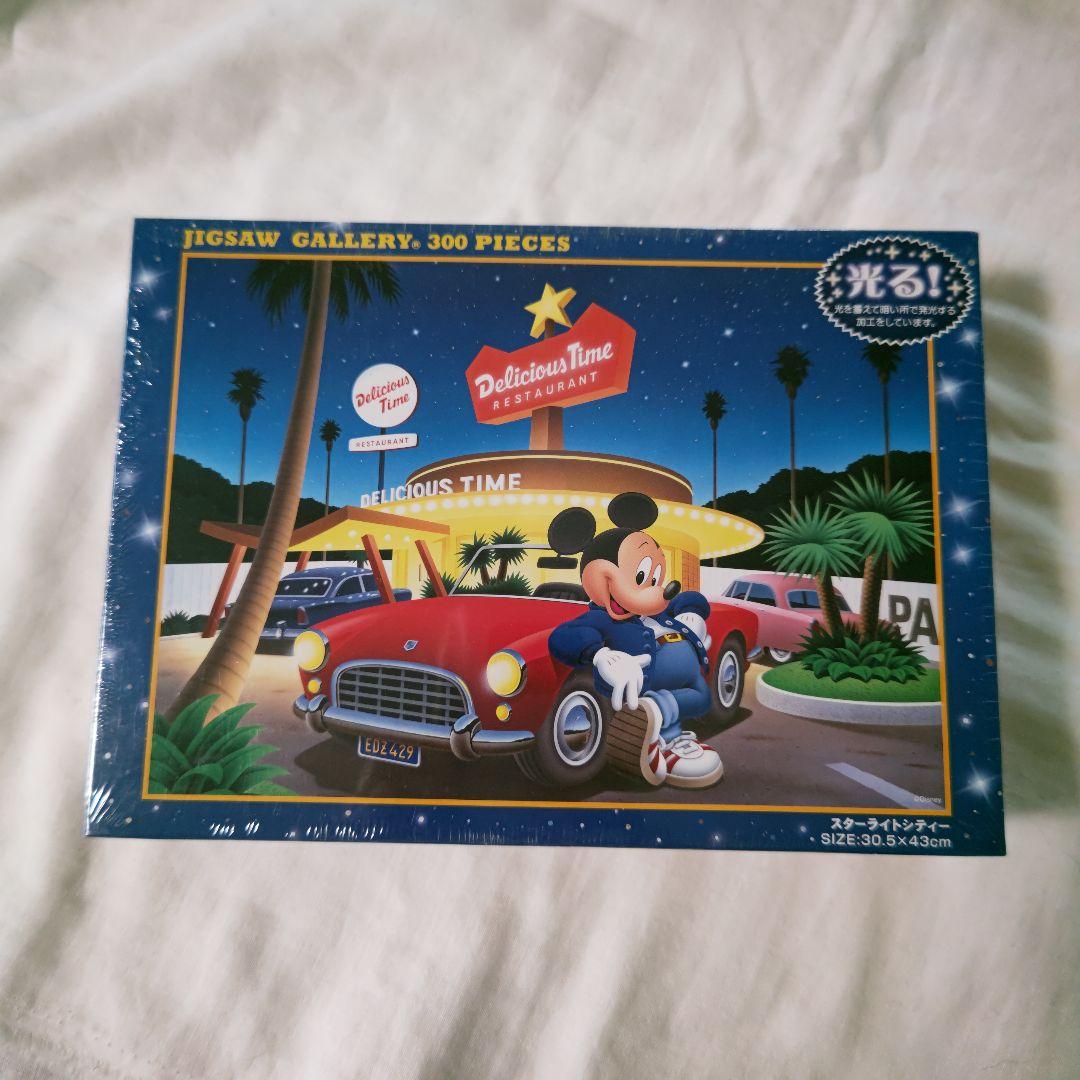 JIGSAW GALLERY® 300 PIECES
光る!
光を蓄えて暗い所で発光する
加工をしています。
Delicious Time
RESTAURANT
Delicious
Time
RESTAURANT
DELICIOUS TIME
PA
EDZ 429
©Disney
スターライトシティー
SIZE:30.5×43cm